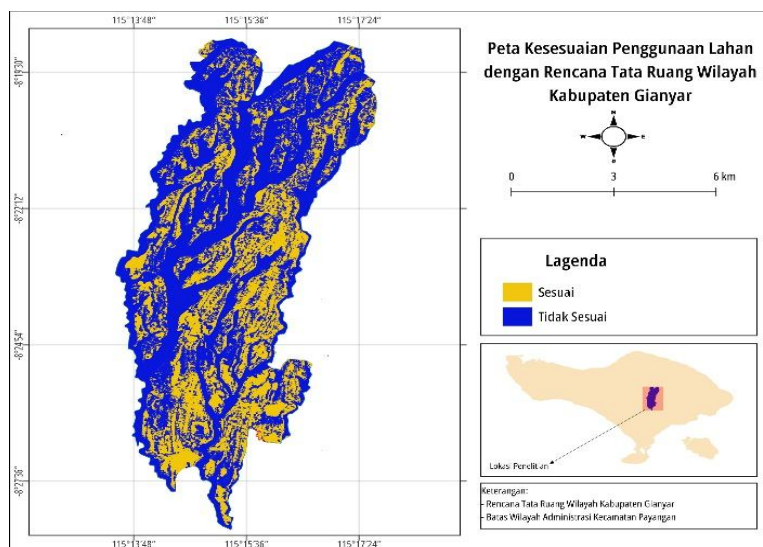 115°13'48" 115°15'36" 115°17'24"
-8°19'30"
-8°22'12"
-8°24'54"
-8°27'36"
115°13'48" 115°15'36" 115°17'24"
Peta Kesesuaian Penggunaan Lahan
dengan Rencana Tata Ruang Wilayah
Kabupaten Gianyar
N
W E
0 3 6 km
Lagenda
Sesuai
Tidak Sesuai
Lokasi Penelitian
Keterangan:
- Rencana Tata Ruang Wilayah Kabupaten Gianyar
- Batas Wilayah Administrasi Kecamatan Payangan